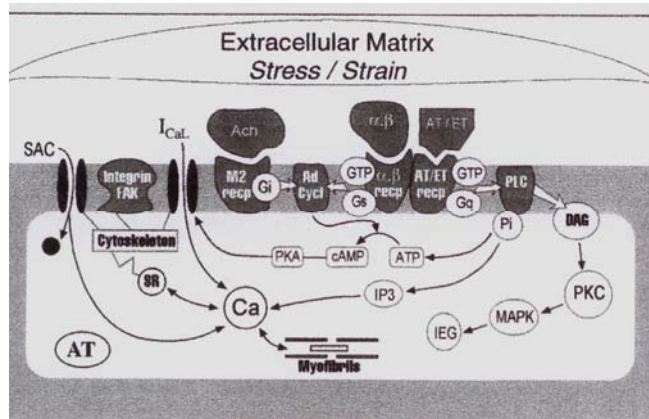 Extracellular Matrix
Stress / Strain
SAC
I CaL
Ach
α,β
AT/ET
Integrin
FAK
M2
recp
Gi
Ad
Cycl
GTP
Gs
α,β
recp
AT/ET
recp
GTP
Gq
PLC
Pi
DAG
Cytoskeleton
SR
PKA
cAMP
ATP
Ca
IP3
PKC
MAPK
IEG
AT
Myofibrils